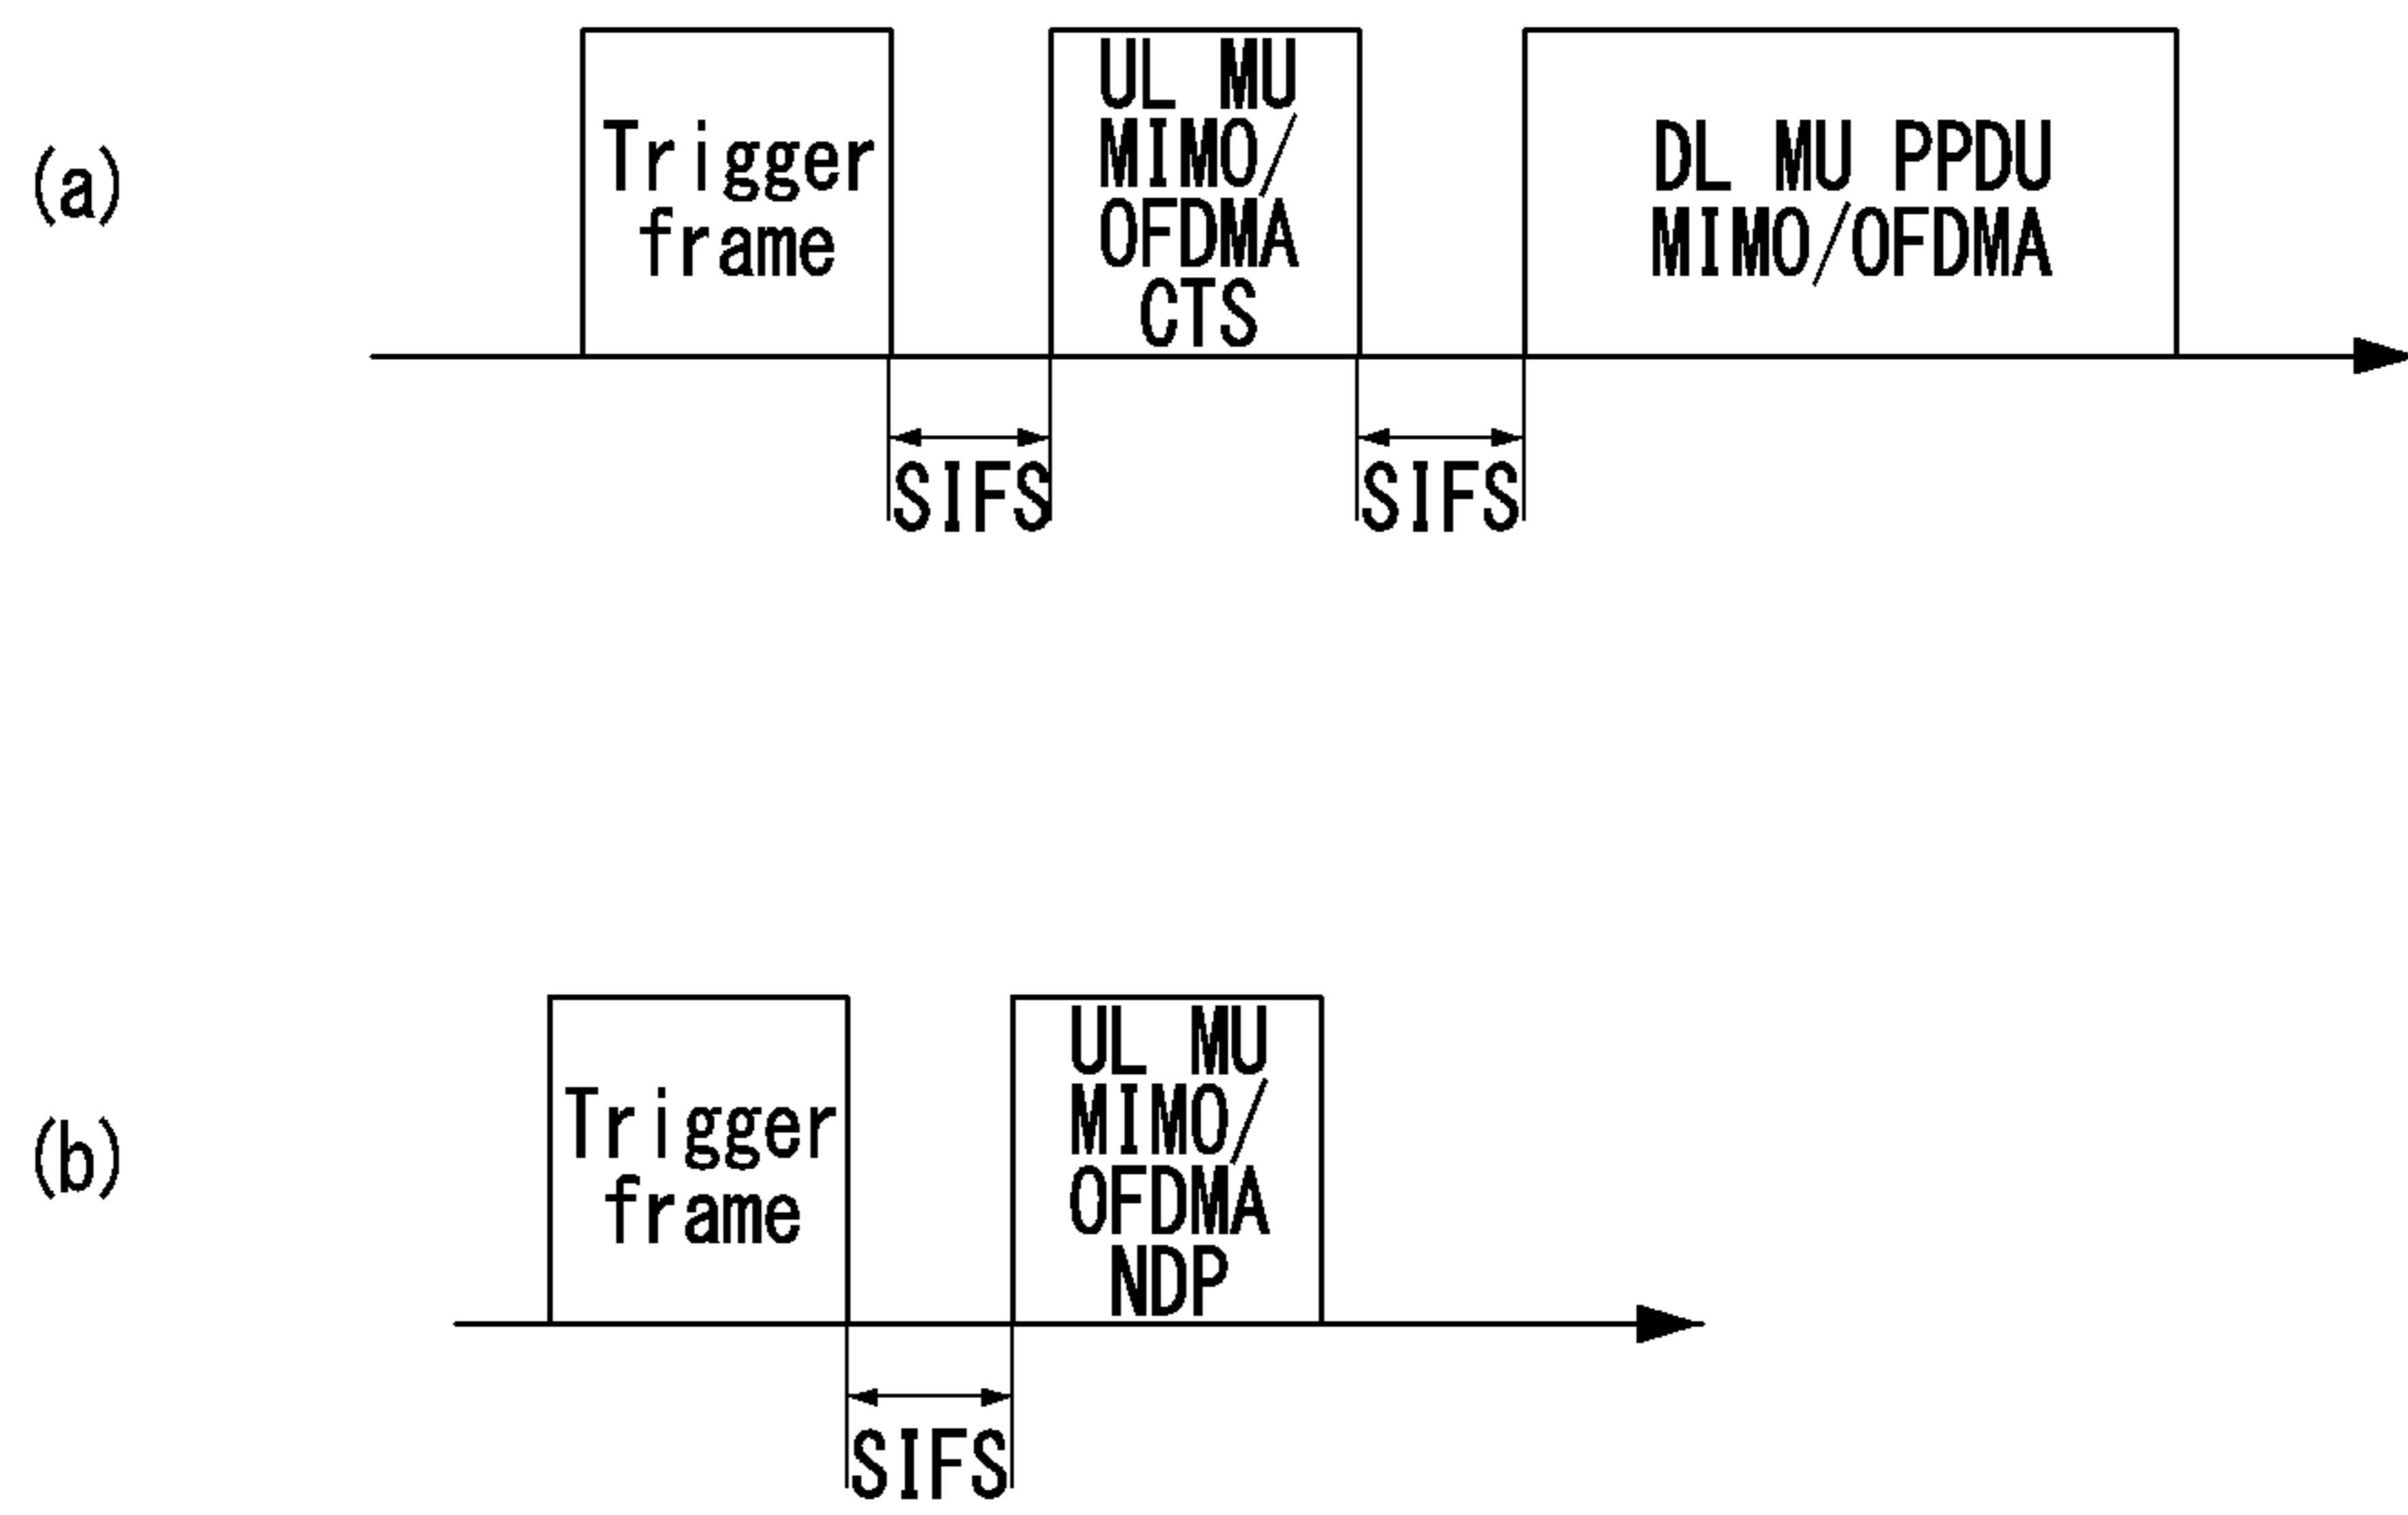 (a)
Trigger
frame
UL MU
MIMO/
OFDMA
CTS
DL MU PPDU
MIMO/OFDMA
SIFS
SIFS
(b)
Trigger
frame
UL MU
MIMO/
OFDMA
NDP
SIFS